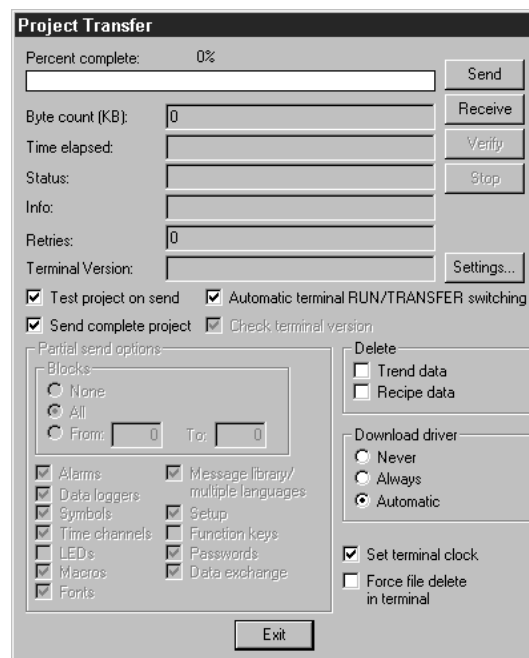 Project Transfer
Percent complete: 0%
Send
Byte count (KB): 0
Receive
Time elapsed:
Verify
Status:
Stop
Info:
Retries: 0
Terminal Version:
Settings...
Test project on send
Automatic terminal RUN/TRANSFER switching
Send complete project
Check terminal version
Partial send options
Blocks
None
All
From: 0 To: 0
Alarms
Message library/
multiple languages
Data loggers
Symbols
Setup
Time channels
Function keys
LEDs
Passwords
Macros
Data exchange
Fonts
Delete
Trend data
Recipe data
Download driver
Never
Always
Automatic
Set terminal clock
Force file delete
in terminal
Exit